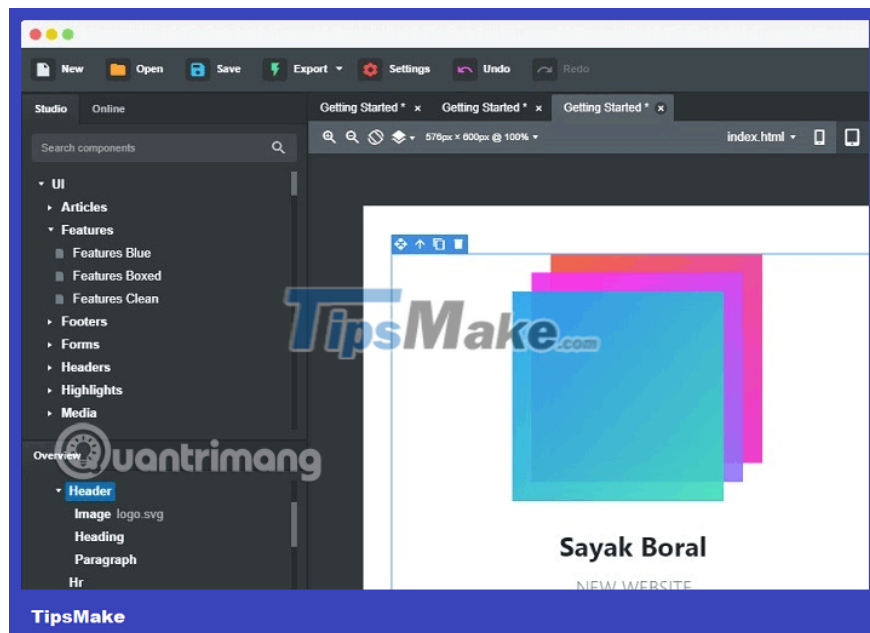 New Open Save Export Settings Undo Redo
Studio Online
Getting Started * × Getting Started * × Getting Started * ×
Search components
576px × 600px @ 100%
index.html
UI
Articles
Features
Features Blue
Features Boxed
Features Clean
Footers
Forms
Headers
Highlights
Media
TipsMake.com
Overview
Quantrimang
Header
Image logo.svg
Heading
Paragraph
Hr
Sayak Boral
NEW WEBSITE
TipsMake